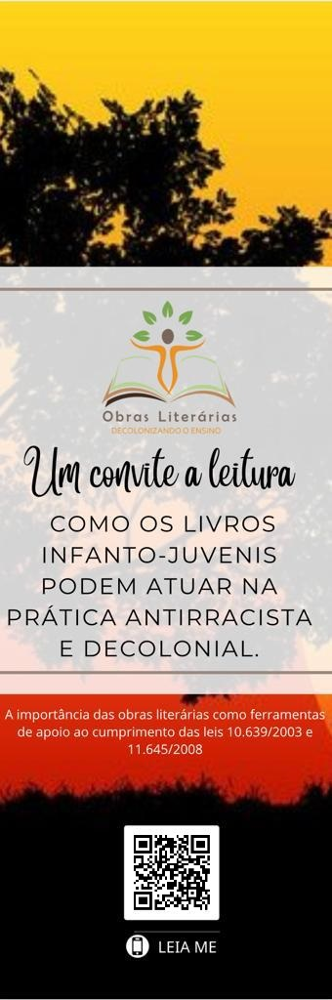 Obras Literárias
DECOLONIZANDO O ENSINO
Um convite a leitura
COMO OS LIVROS
INFANTO-JUVENIS
PODEM ATUAR NA
PRÁTICA ANTIRRACISTA
E DECOLONIAL.
A importância das obras literárias como ferramentas
de apoio ao cumprimento das leis 10.639/2003 e
11.645/2008
LEIA ME